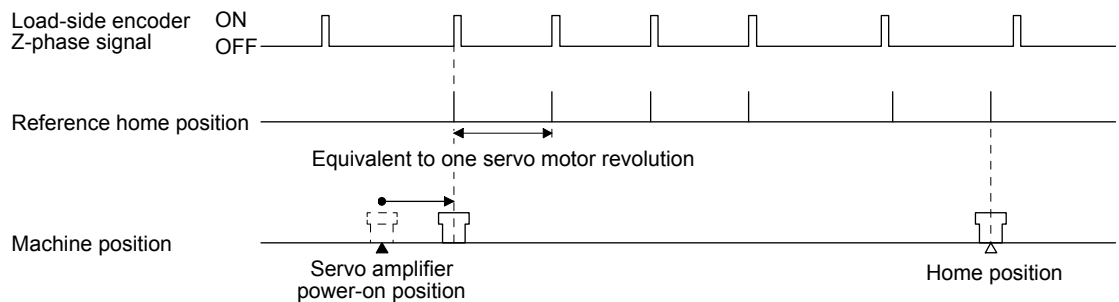 Load-side encoder
Z-phase signal
ON
OFF
Reference home position
Equivalent to one servo motor revolution
Machine position
Servo amplifier
power-on position
Home position